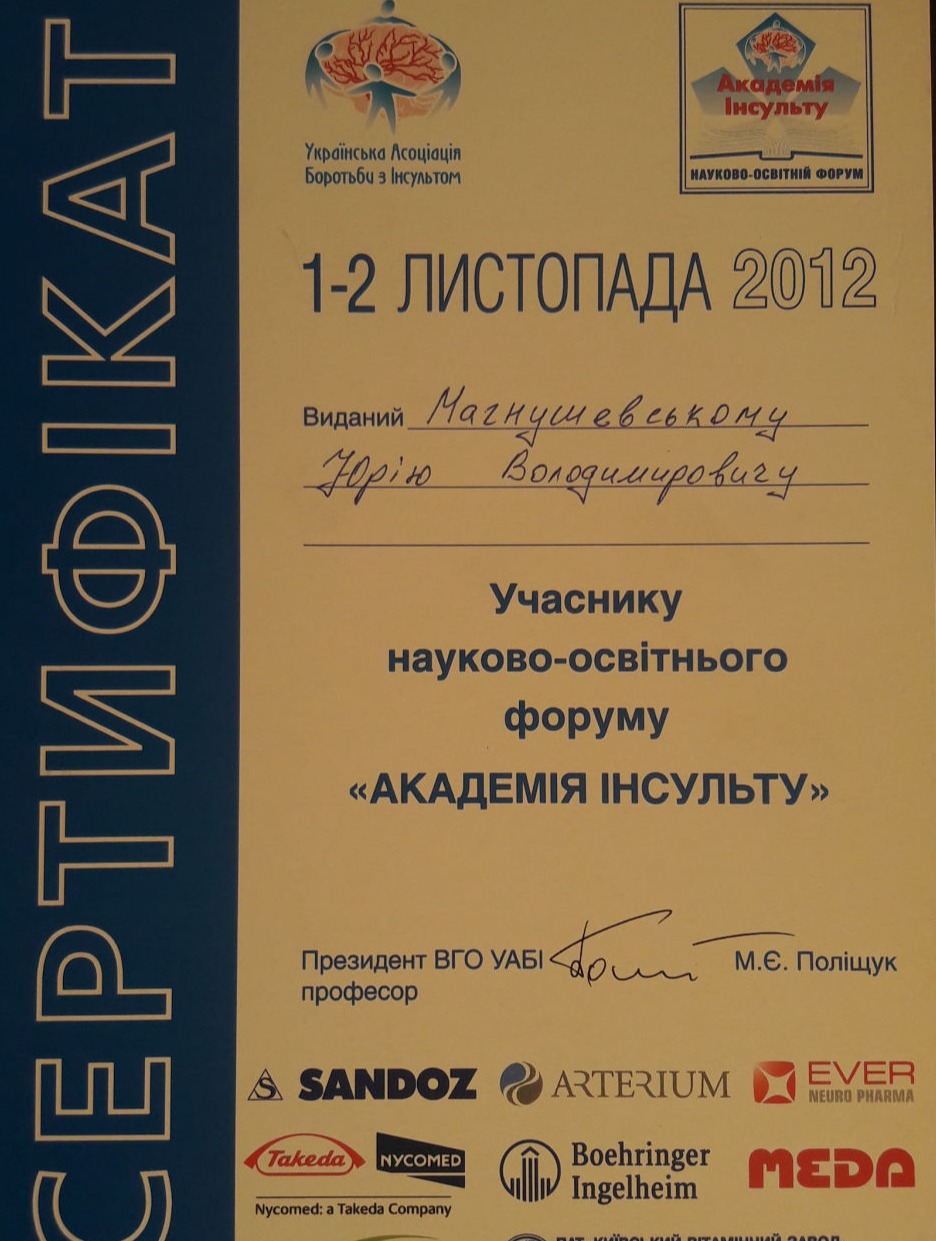 СЕРТИФІКАТ
Українська Асоціація
Боротьби з Інсультом
Академія
Інсульту
НАУКОВО-ОСВІТНІЙ ФОРУМ
1-2 ЛИСТОПАДА 2012
Виданий Магнушевському
Юрію Володимировичу
Учаснику
науково-освітнього
форуму
«АКАДЕМІЯ ІНСУЛЬТУ»
Президент ВГО УАБІ М.Є. Поліщук
професор
S SANDOZ ARTERIUM EVER
NEURO PHARMA
Takeda NYCOMED Boehringer
Ingelheim MEDA
Nycomed: a Takeda Company
ПАТ "КИЇВСЬКИЙ ВІТАМІННИЙ ЗАВОД